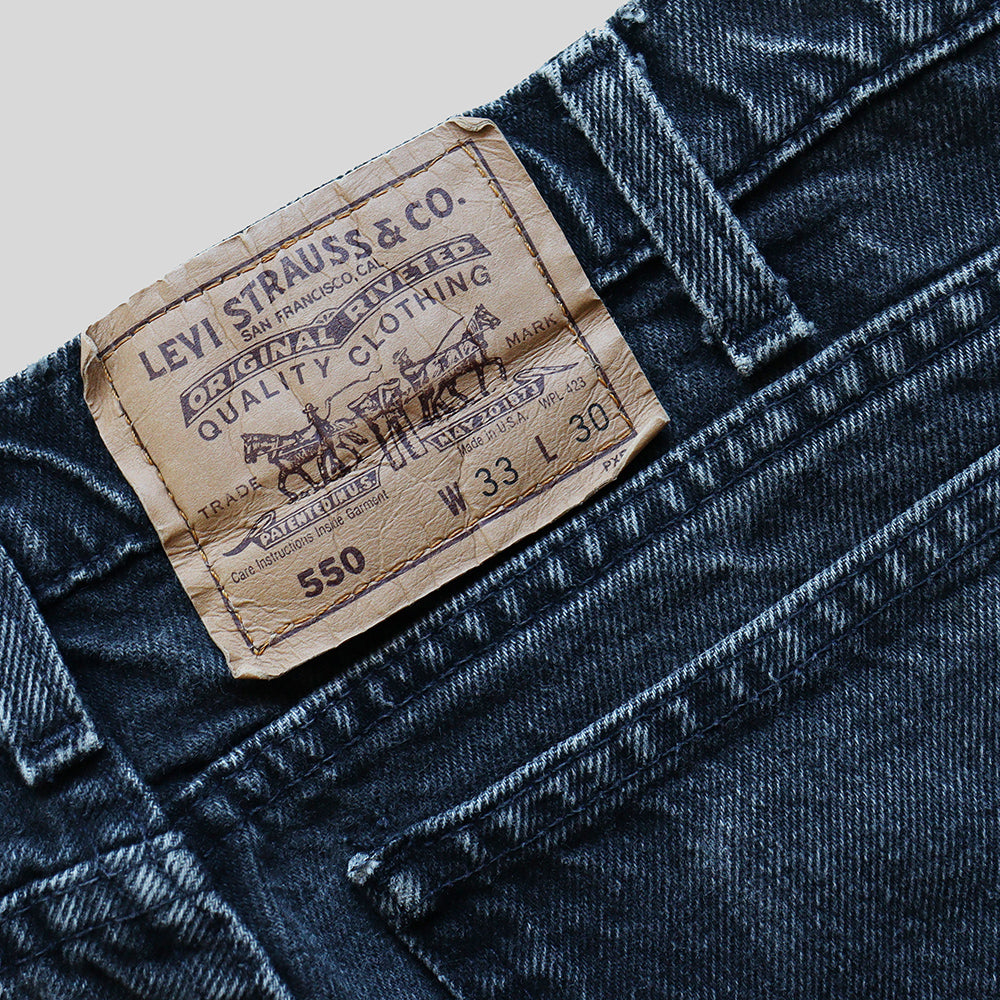 LEVI STRAUSS & CO.
SAN FRANCISCO, CAL.
ORIGINAL RIVETED
QUALITY CLOTHING
TRADE MARK
PATENTED IN U.S. MAY 20 1873
Care Instructions Inside Garment Made in U.S.A. WPL 423
550 W 33 L 30